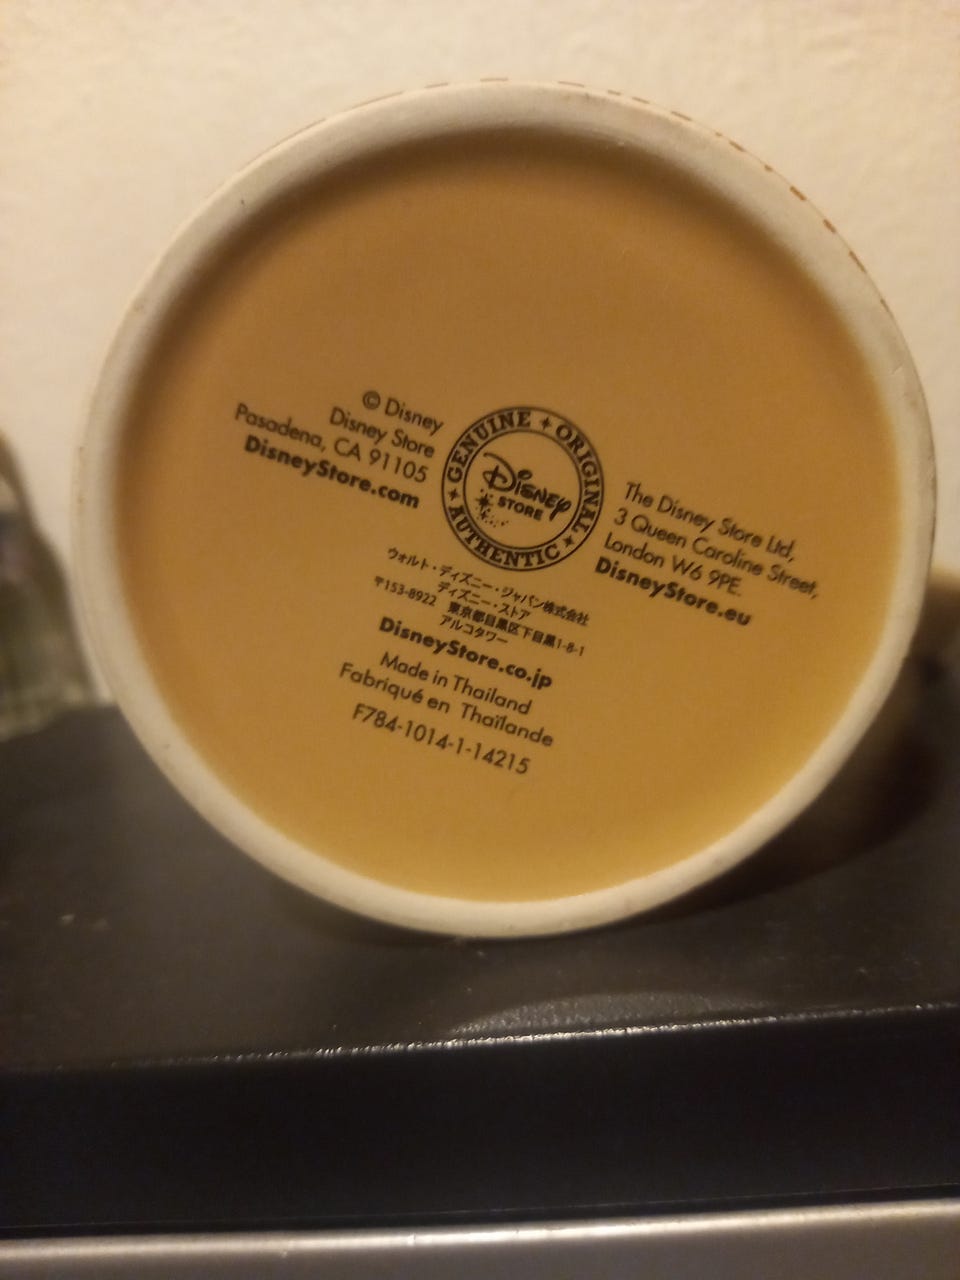 © Disney
Disney Store
Pasadena, CA 91105
DisneyStore.com
GENUINE ORIGINAL AUTHENTIC
Disney
STORE
The Disney Store Ltd,
3 Queen Caroline Street,
London W6 9PE.
DisneyStore.eu
ウォルト・ディズニー・ジャパン株式会社
ディズニー・ストア
〒153-8922 東京都目黒区下目黒1-8-1
アルコタワー
DisneyStore.co.jp
Made in Thailand
Fabriqué en Thaïlande
F784-1014-1-14215